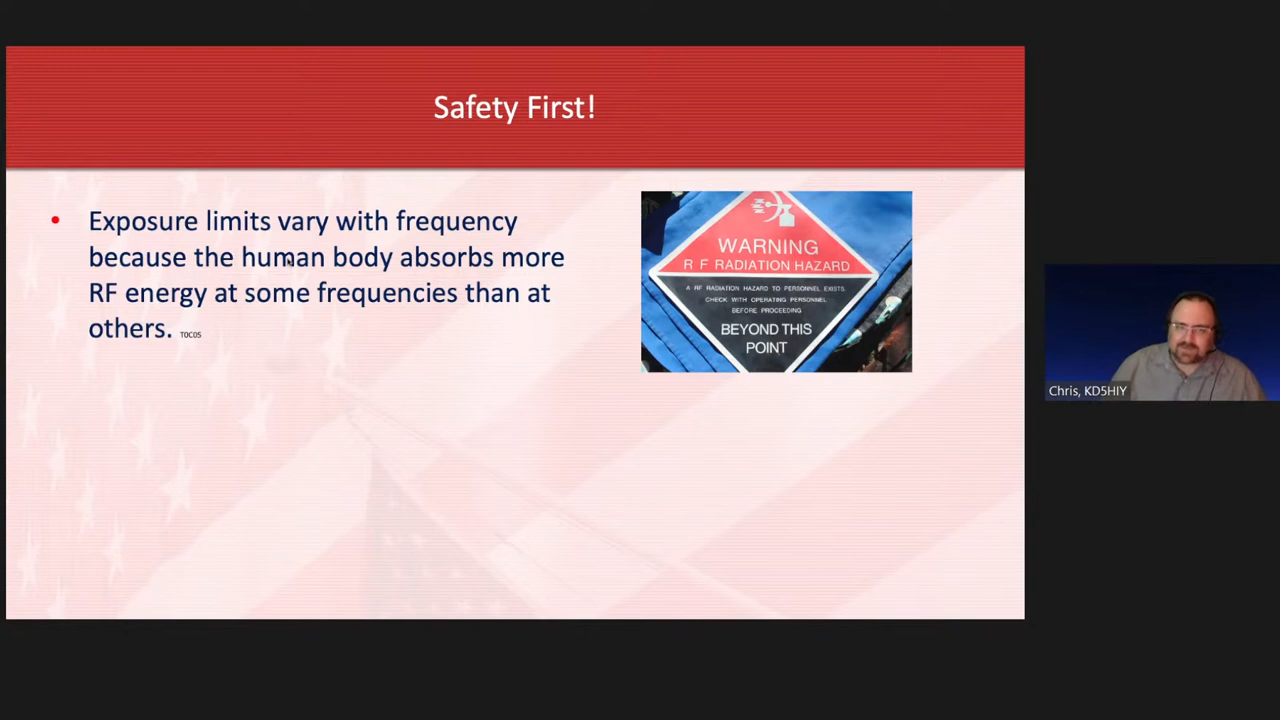 Safety First!
• Exposure limits vary with frequency
because the human body absorbs more
RF energy at some frequencies than at
others. T0C05
WARNING
R F RADIATION HAZARD
A RF RADIATION HAZARD TO PERSONNEL EXISTS.
CHECK WITH OPERATING PERSONNEL
BEFORE PROCEEDING
BEYOND THIS
POINT
Chris, KD5HIY